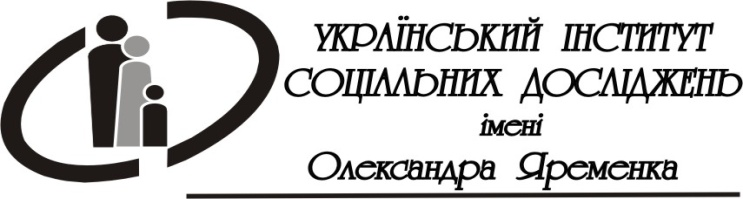 УКРАЇНСЬКИЙ ІНСТИТУТ
СОЦІАЛЬНИХ ДОСЛІДЖЕНЬ
імені
Олександра Яременка